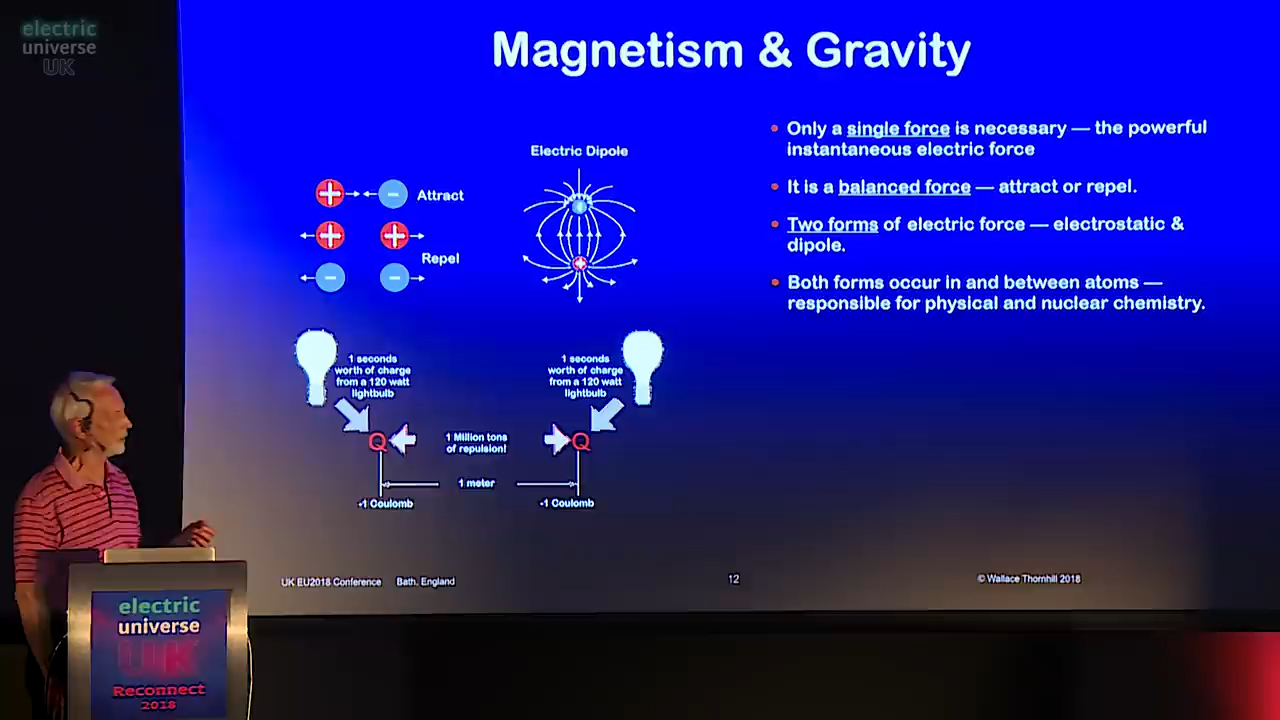 electric
universe
UK
Magnetism & Gravity
Electric Dipole
Attract
Repel
1 seconds
worth of charge
from a 120 watt
lightbulb
1 seconds
worth of charge
from a 120 watt
lightbulb
Q
1 Million tons
of repulsion!
Q
1 meter
-1 Coulomb
-1 Coulomb
• Only a single force is necessary — the powerful
instantaneous electric force
• It is a balanced force — attract or repel.
• Two forms of electric force — electrostatic &
dipole.
• Both forms occur in and between atoms —
responsible for physical and nuclear chemistry.
UK EU2018 Conference Bath, England
12
© Wallace Thornhill 2018
electric
universe
UK
Reconnect
2018